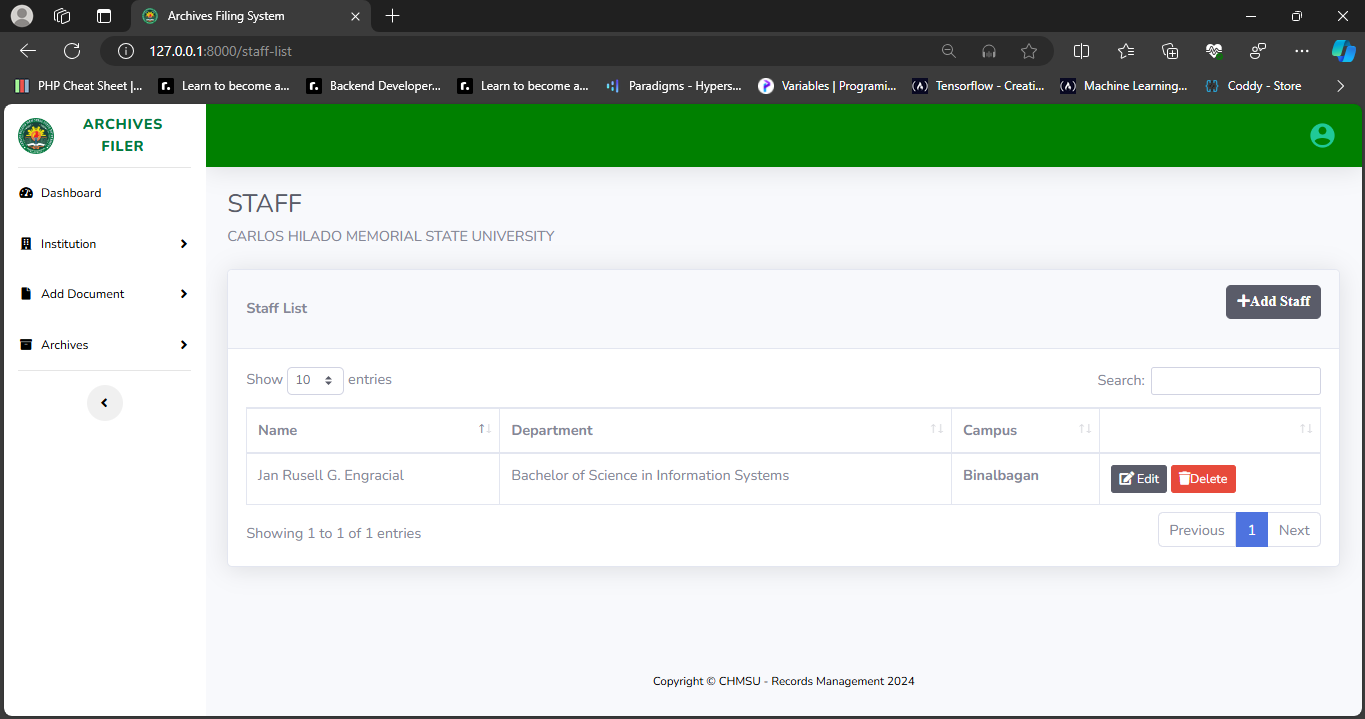 Archives Filing System
127.0.0.1:8000/staff-list
PHP Cheat Sheet |... Learn to become a... Backend Developer... Learn to become a... Paradigms - Hypers... Variables | Programi... Tensorflow - Creati... Machine Learning... Coddy - Store
ARCHIVES
FILER
Dashboard
Institution
Add Document
Archives
STAFF
CARLOS HILADO MEMORIAL STATE UNIVERSITY
Staff List
Add Staff
Show 10 entries
Search:
Name Department Campus
Jan Rusell G. Engracial Bachelor of Science in Information Systems Binalbagan Edit Delete
Showing 1 to 1 of 1 entries
Previous 1 Next
Copyright © CHMSU - Records Management 2024